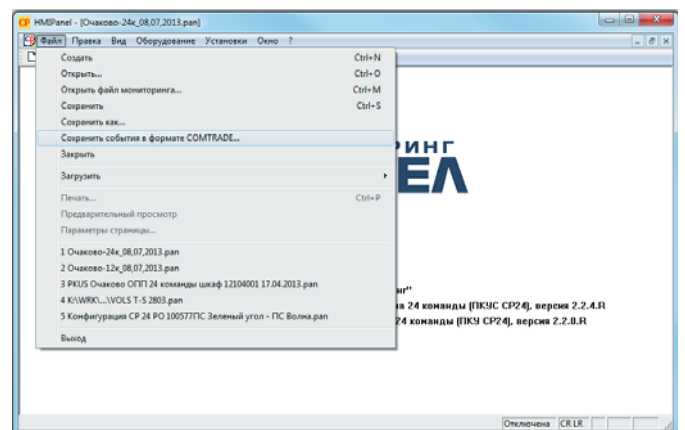 HMIPanel - [Очаково-24к_08,07,2013.pan]
Файл Правка Вид Оборудование Установки Окно ?
Создать Ctrl+N
Открыть... Ctrl+O
Открыть файл мониторинга... Ctrl+M
Сохранить Ctrl+S
Сохранить как...
Сохранить события в формате COMTRADE...
Закрыть
Загрузить
Печать... Ctrl+P
Предварительный просмотр
Параметры страницы...
1 Очаково-24к_08,07,2013.pan
2 Очаково-12к_08,07,2013.pan
3 PKUS Очаково ОПП 24 команды шкаф 12104001 17.04.2013.pan
4 K:\WRK\...\VOLS T-S 2803.pan
5 Конфигурация СР 24 РО 100577ПС Зеленый угол - ПС Волна.pan
Выход
ИНГ
ЕЛ
нг"
на 24 команды (ПКУС СР24), версия 2.2.4.R
24 команды (ПКУ СР24), версия 2.2.0.R
Отключена CR LR